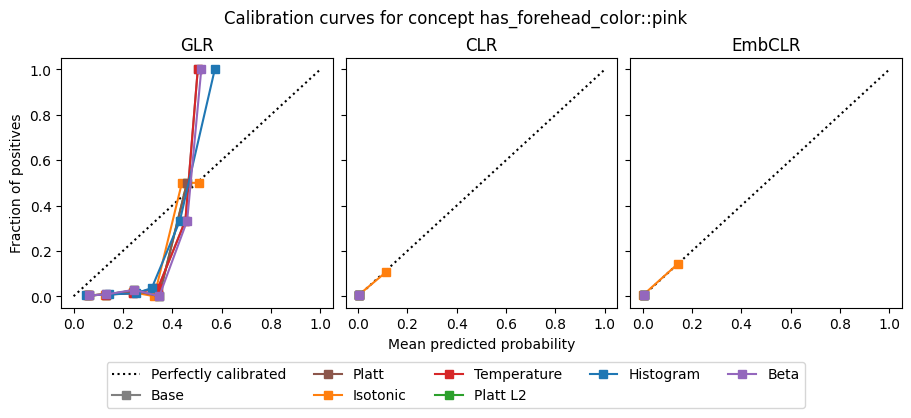 Calibration curves for concept has_forehead_color::pink
GLR
CLR
EmbCLR
Fraction of positives
1.0
0.8
0.6
0.4
0.2
0.0
0.0 0.2 0.4 0.6 0.8 1.0
0.0 0.2 0.4 0.6 0.8 1.0
0.0 0.2 0.4 0.6 0.8 1.0
Mean predicted probability
Perfectly calibrated Platt Temperature Histogram Beta
Base Isotonic Platt L2